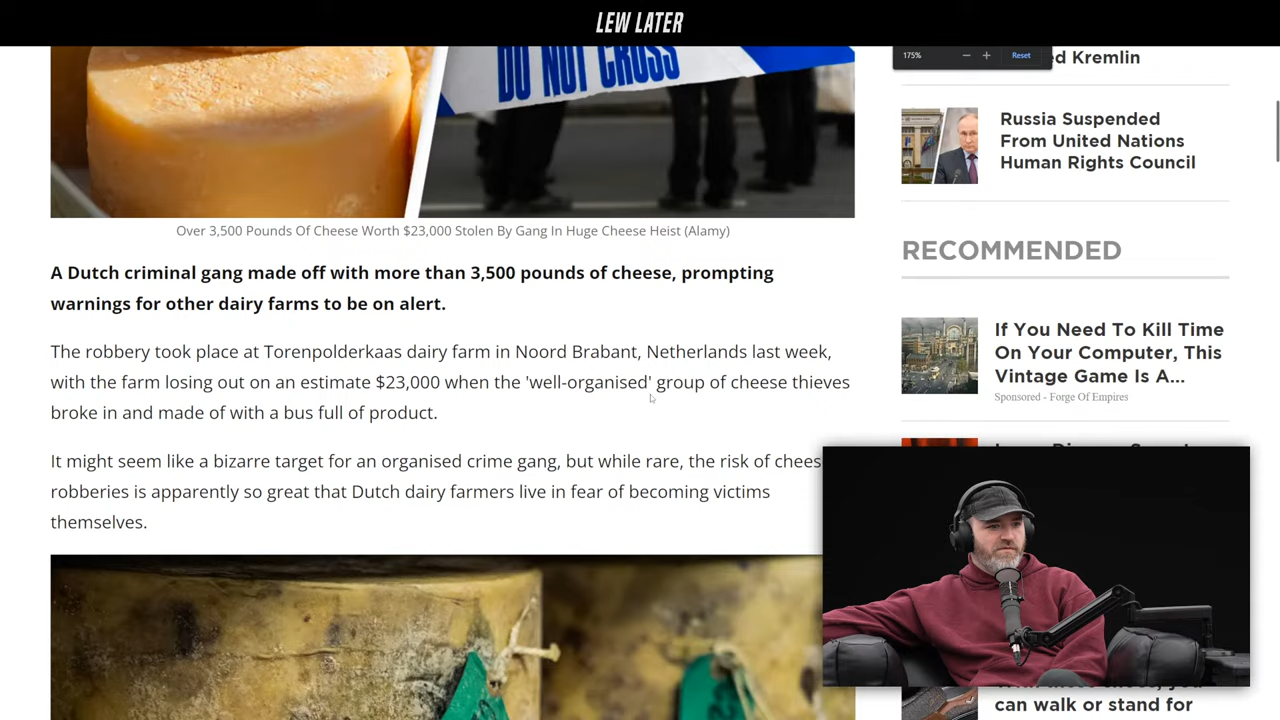 LEW LATER
DO NOT CROSS
175%
Reset
ed Kremlin
Russia Suspended
From United Nations
Human Rights Council
Over 3,500 Pounds Of Cheese Worth $23,000 Stolen By Gang In Huge Cheese Heist (Alamy)
A Dutch criminal gang made off with more than 3,500 pounds of cheese, prompting
warnings for other dairy farms to be on alert.
The robbery took place at Torenpolderkaas dairy farm in Noord Brabant, Netherlands last week,
with the farm losing out on an estimate $23,000 when the 'well-organised' group of cheese thieves
broke in and made of with a bus full of product.
It might seem like a bizarre target for an organised crime gang, but while rare, the risk of chees
robberies is apparently so great that Dutch dairy farmers live in fear of becoming victims
themselves.
RECOMMENDED
If You Need To Kill Time
On Your Computer, This
Vintage Game Is A...
Sponsored - Forge Of Empires
can walk or stand for